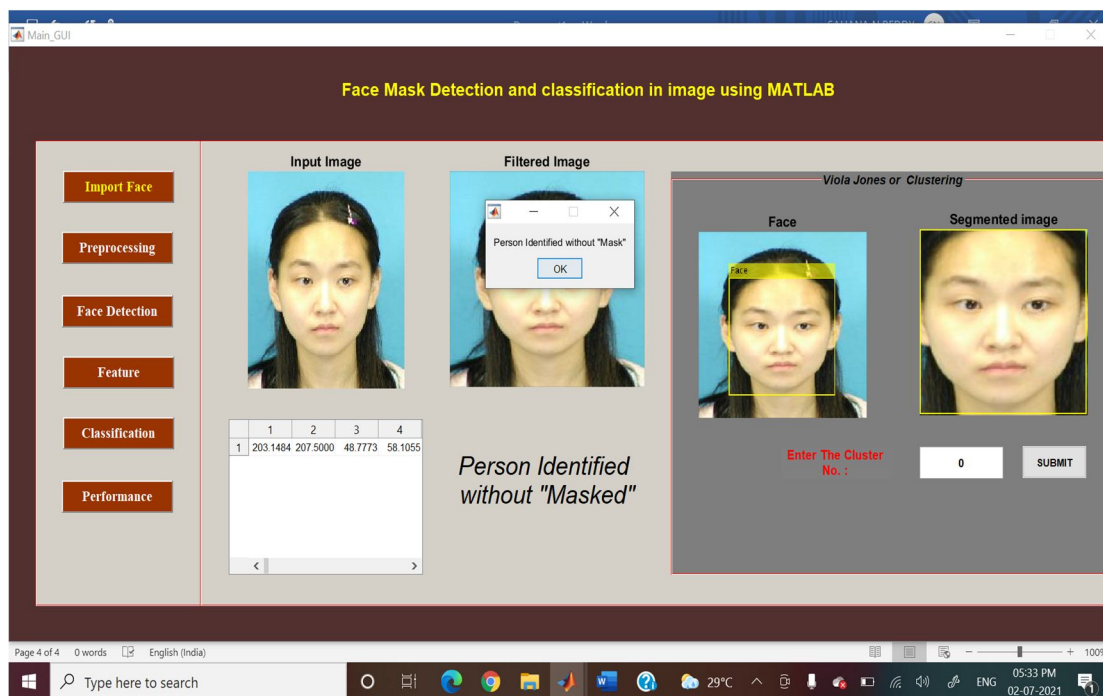 Main_GUI
Face Mask Detection and classification in image using MATLAB
Import Face
Preprocessing
Face Detection
Feature
Classification
Performance
Input Image
Filtered Image
Person Identified without "Mask"
OK
1 2 3 4
1 203.1484 207.5000 48.7773 58.1055
Person Identified
without "Masked"
Viola Jones or Clustering
Face
Segmented image
Face
Enter The Cluster
No. :
0
SUBMIT
Page 4 of 4 0 words English (India)
100%
Type here to search
29°C
ENG
05:33 PM
02-07-2021
1